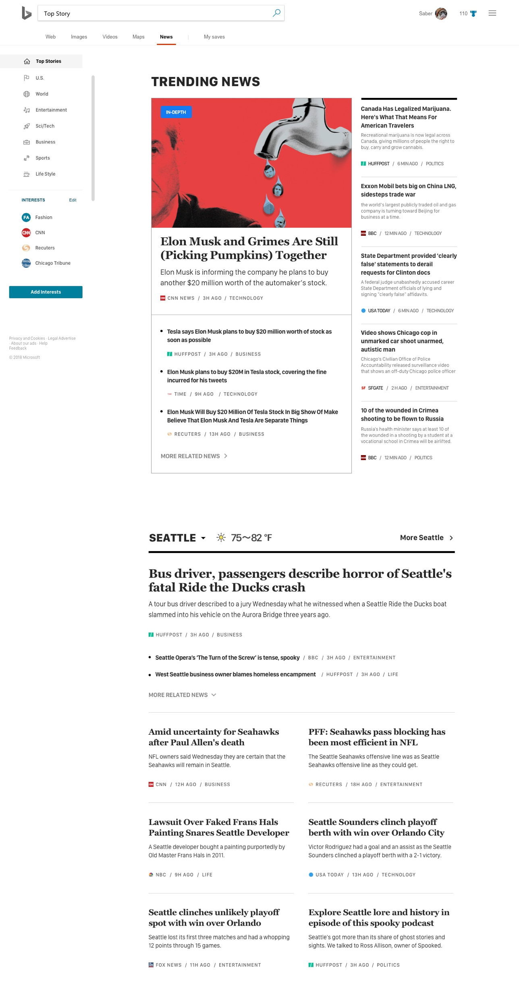 Top Story
Saber
110
Web
Images
Videos
Maps
News
My saves
Top Stories
U.S.
World
Entertainment
Sci/Tech
Business
Sports
Life Style
INTERESTS
Edit
FA
Fashion
CNN
CNN
Recuters
Chicago Tribune
Add Interests
Privacy and Cookies · Legal Advertise
· About our ads · Help
Feedback
© 2018 Microsoft
TRENDING NEWS
IN-DEPTH
Elon Musk and Grimes Are Still
(Picking Pumpkins) Together
Elon Musk is informing the company he plans to buy
another $20 million worth of the automaker’s stock.
CNN NEWS / 3H AGO / TECHNOLOGY
Tesla says Elon Musk plans to buy $20 million worth of stock as
soon as possible
HUFFPOST / 3H AGO / BUSINESS
Elon Musk plans to buy $20M in Tesla stock, covering the fine
incurred for his tweets
TIME / 9H AGO / TECHNOLOGY
Elon Musk Will Buy $20 Million Of Tesla Stock In Big Show Of Make
Believe That Elon Musk And Tesla Are Separate Things
RECUTERS / 13H AGO / BUSINESS
MORE RELATED NEWS
Canada Has Legalized Marijuana.
Here's What That Means For
American Travelers
Recreational marijuana is now legal across
Canada, giving millions of people the right to
buy, carry and grow cannabis.
HUFFPOST / 6 MIN AGO / POLITICS
Exxon Mobil bets big on China LNG,
sidesteps trade war
the world's largest publicly traded oil and gas
company is turning toward Beijing for
business at a time.
BBC / 12 MIN AGO / TECHNOLOGY
State Department provided 'clearly
false' statements to derail
requests for Clinton docs
A federal judge unabashedly accused career
State Department officials of lying and
signing "clearly false" affidavits.
USA TODAY / 6 MIN AGO / TECHNOLOGY
Video shows Chicago cop in
unmarked car shoot unarmed,
autistic man
Chicago's Civilian Office of Police
Accountability released surveillance video
that shows an off-duty Chicago police officer
SF SFGATE / 2 H AGO / ENTERTAINMENT
10 of the wounded in Crimea
shooting to be flown to Russia
Russia's health minister says at least 10 of
the wounded in a shooting by a student at a
vocational school in Crimea will be airlifted.
BBC / 12 MIN AGO / POLITICS
SEATTLE
75～82 °F
More Seattle
Bus driver, passengers describe horror of Seattle's
fatal Ride the Ducks crash
A tour bus driver described to a jury Wednesday what he witnessed when a Seattle Ride the Ducks boat
slammed into his vehicle on the Aurora Bridge three years ago.
HUFFPOST / 3H AGO / BUSINESS
Seattle Opera’s ‘The Turn of the Screw’ is tense, spooky / BBC / 3H AGO / ENTERTAINMENT
West Seattle business owner blames homeless encampment / HUFFPOST / 3H AGO / LIFE
MORE RELATED NEWS
Amid uncertainty for Seahawks
after Paul Allen's death
NFL owners said Wednesday they are certain that the
Seahawks will remain in Seattle.
CNN / 12H AGO / BUSINESS
PFF: Seahawks pass blocking has
been most efficient in NFL
The Seattle Seahawks offensive line was as Seattle
Seahawks offensive line as they could get.
RECUTERS / 18H AGO / ENTERTAINMENT
Lawsuit Over Faked Frans Hals
Painting Snares Seattle Developer
A Seattle developer bought a painting purportedly by
Old Master Frans Hals in 2011.
NBC / 9H AGO / LIFE
Seattle Sounders clinch playoff
berth with win over Orlando City
Victor Rodriguez had a goal and an assist as the Seattle
Sounders clinched a playoff berth with a 2-1 victory.
USA TODAY / 13H AGO / TECHNOLOGY
Seattle clinches unlikely playoff
spot with win over Orlando
Seattle lost its first three matches and had a whopping
12 points through 15 games.
FOX NEWS / 11H AGO / ENTERTAINMENT
Explore Seattle lore and history in
episode of this spooky podcast
Seattle's got more than its share of ghost stories and
sights. We talked to Ross Allison, owner of Spooked.
HUFFPOST / 3H AGO / POLITICS